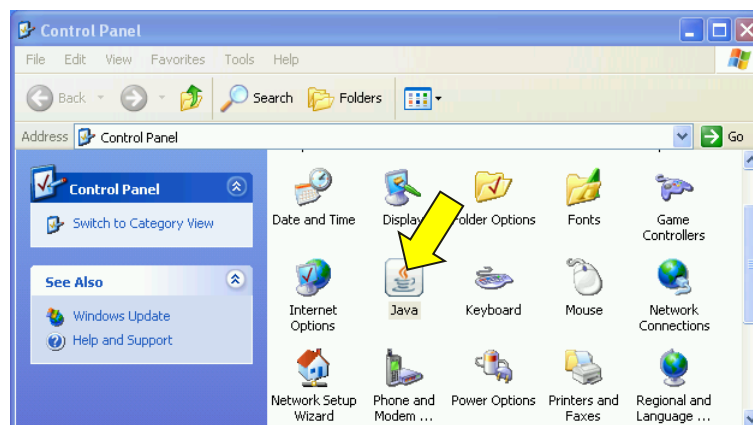 Control Panel
File Edit View Favorites Tools Help
Back Search Folders
Address Control Panel Go
Control Panel
Switch to Category View
See Also
Windows Update
Help and Support
Date and Time Display Folder Options Fonts Game Controllers
Internet Options Java Keyboard Mouse Network Connections
Network Setup Wizard Phone and Modem ... Power Options Printers and Faxes Regional and Language ...